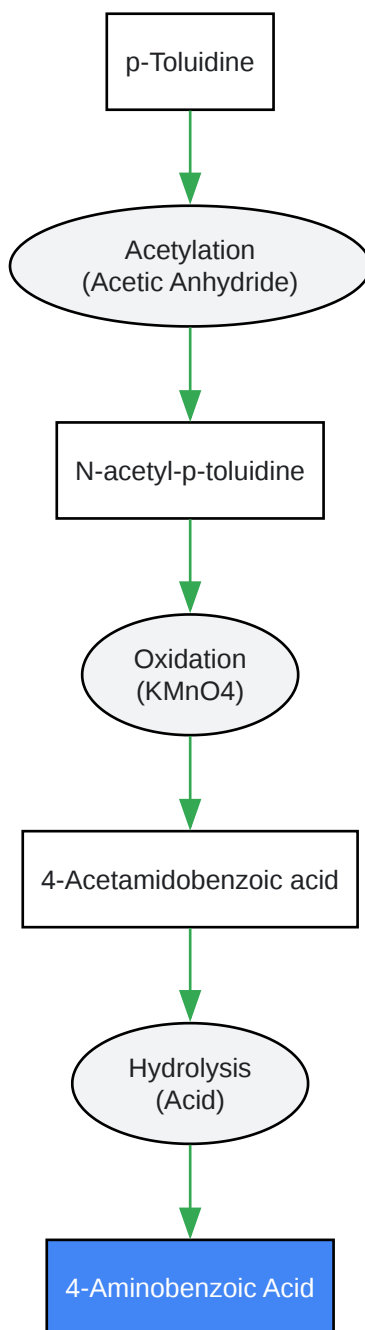 p-Toluidine
Acetylation
(Acetic Anhydride)
N-acetyl-p-toluidine
Oxidation
(KMnO4)
4-Acetamidobenzoic acid
Hydrolysis
(Acid)
4-Aminobenzoic Acid